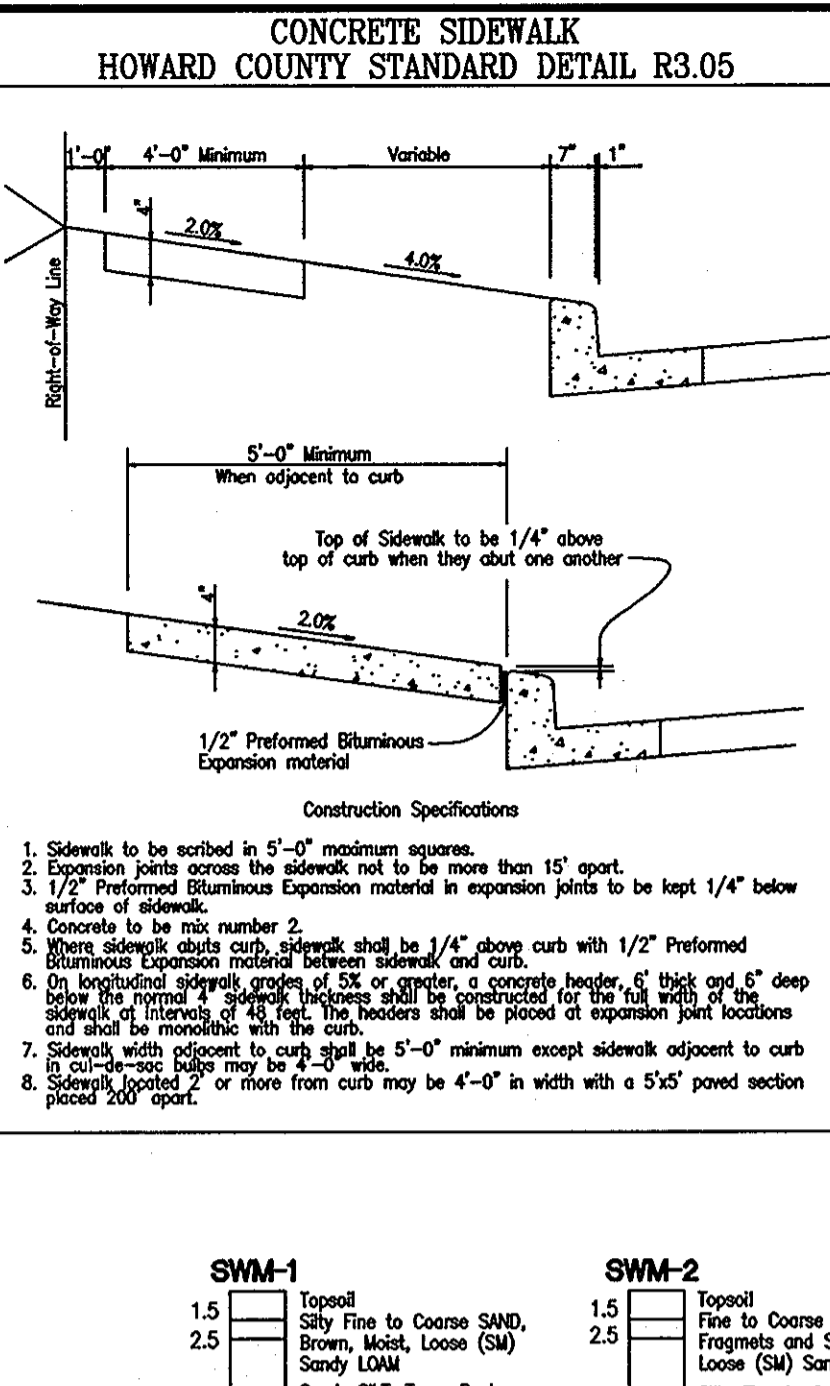 CONCRETE SIDEWALK
HOWARD COUNTY STANDARD DETAIL R3.05
1'-0" 4'-0" Minimum Variable 7" 1"
4"
2.0%
4.0%
Right-of-Way Line
5'-0" Minimum
When adjacent to curb
Top of Sidewalk to be 1/4" above
top of curb when they abut one another
4"
2.0%
1/2" Preformed Bituminous
Expansion material
Construction Specifications
1. Sidewalk to be scribed in 5'-0" maximum squares.
2. Expansion joints across the sidewalk not to be more than 15' apart.
3. 1/2" Preformed Bituminous Expansion material in expansion joints to be kept 1/4" below
surface of sidewalk.
4. Concrete to be mix number 2.
5. Where sidewalk abuts curb, sidewalk shall be 1/4" above curb with 1/2" Preformed
Bituminous Expansion material between sidewalk and curb.
6. On longitudinal sidewalk grades of 5% or greater, a concrete header, 6' thick and 6" deep
below the normal 4" sidewalk thickness shall be constructed for the full width of the
sidewalk at intervals of 48 feet. The headers shall be placed at expansion joint locations
and shall be monolithic with the curb.
7. Sidewalk width adjacent to curb shall be 5'-0" minimum except sidewalk adjacent to curb
in cul-de-sac bulbs may be 4'-0" wide.
8. Sidewalk located 2' or more from curb may be 4'-0" in width with a 5'x5' paved section
placed 200' apart.
SWM-1
1.5
2.5
Topsoil
Silty Fine to Coarse SAND,
Brown, Moist, Loose (SM)
Sandy LOAM
SWM-2
1.5
2.5
Topsoil
Fine to Coarse
Fragmets and
Loose (SM)